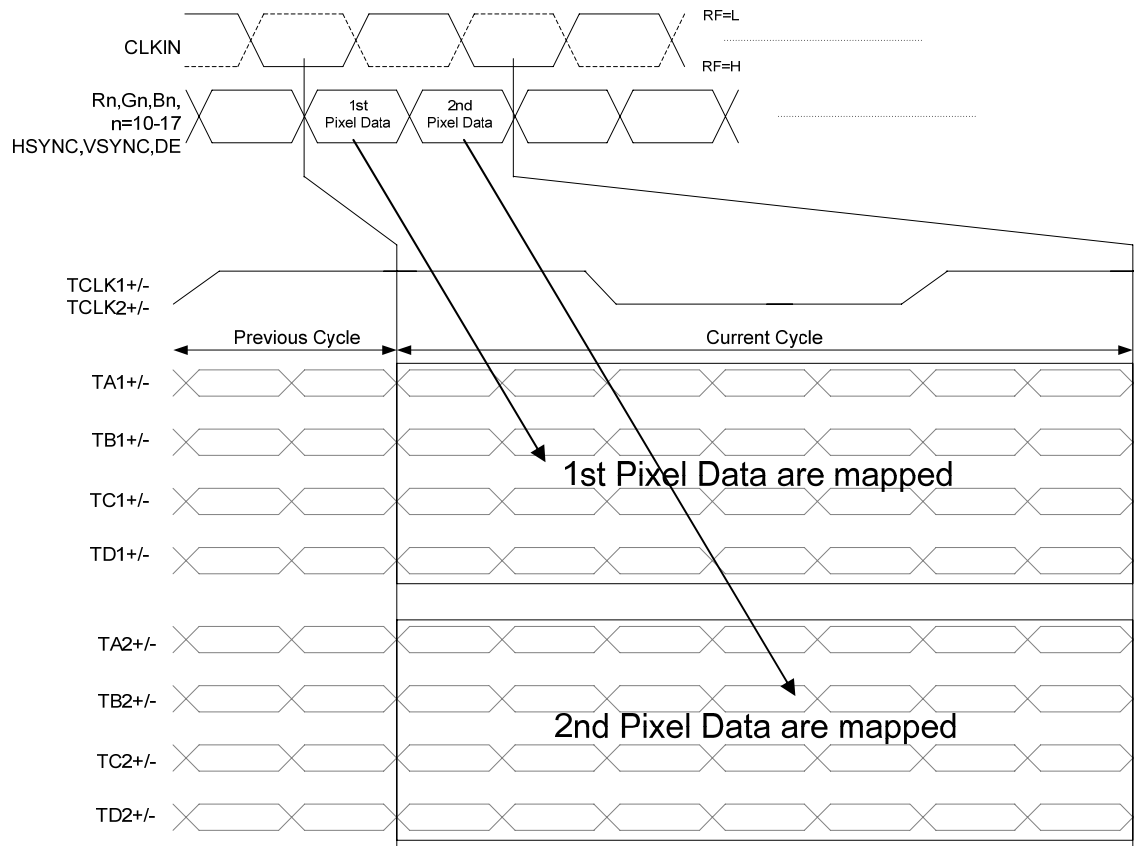 RF=L
CLKIN
RF=H
Rn,Gn,Bn,
n=10-17
HSYNC,VSYNC,DE
1st
Pixel Data
2nd
Pixel Data
TCLK1+/-
TCLK2+/-
Previous Cycle
Current Cycle
TA1+/-
TB1+/-
1st Pixel Data are mapped
TC1+/-
TD1+/-
TA2+/-
TB2+/-
2nd Pixel Data are mapped
TC2+/-
TD2+/-